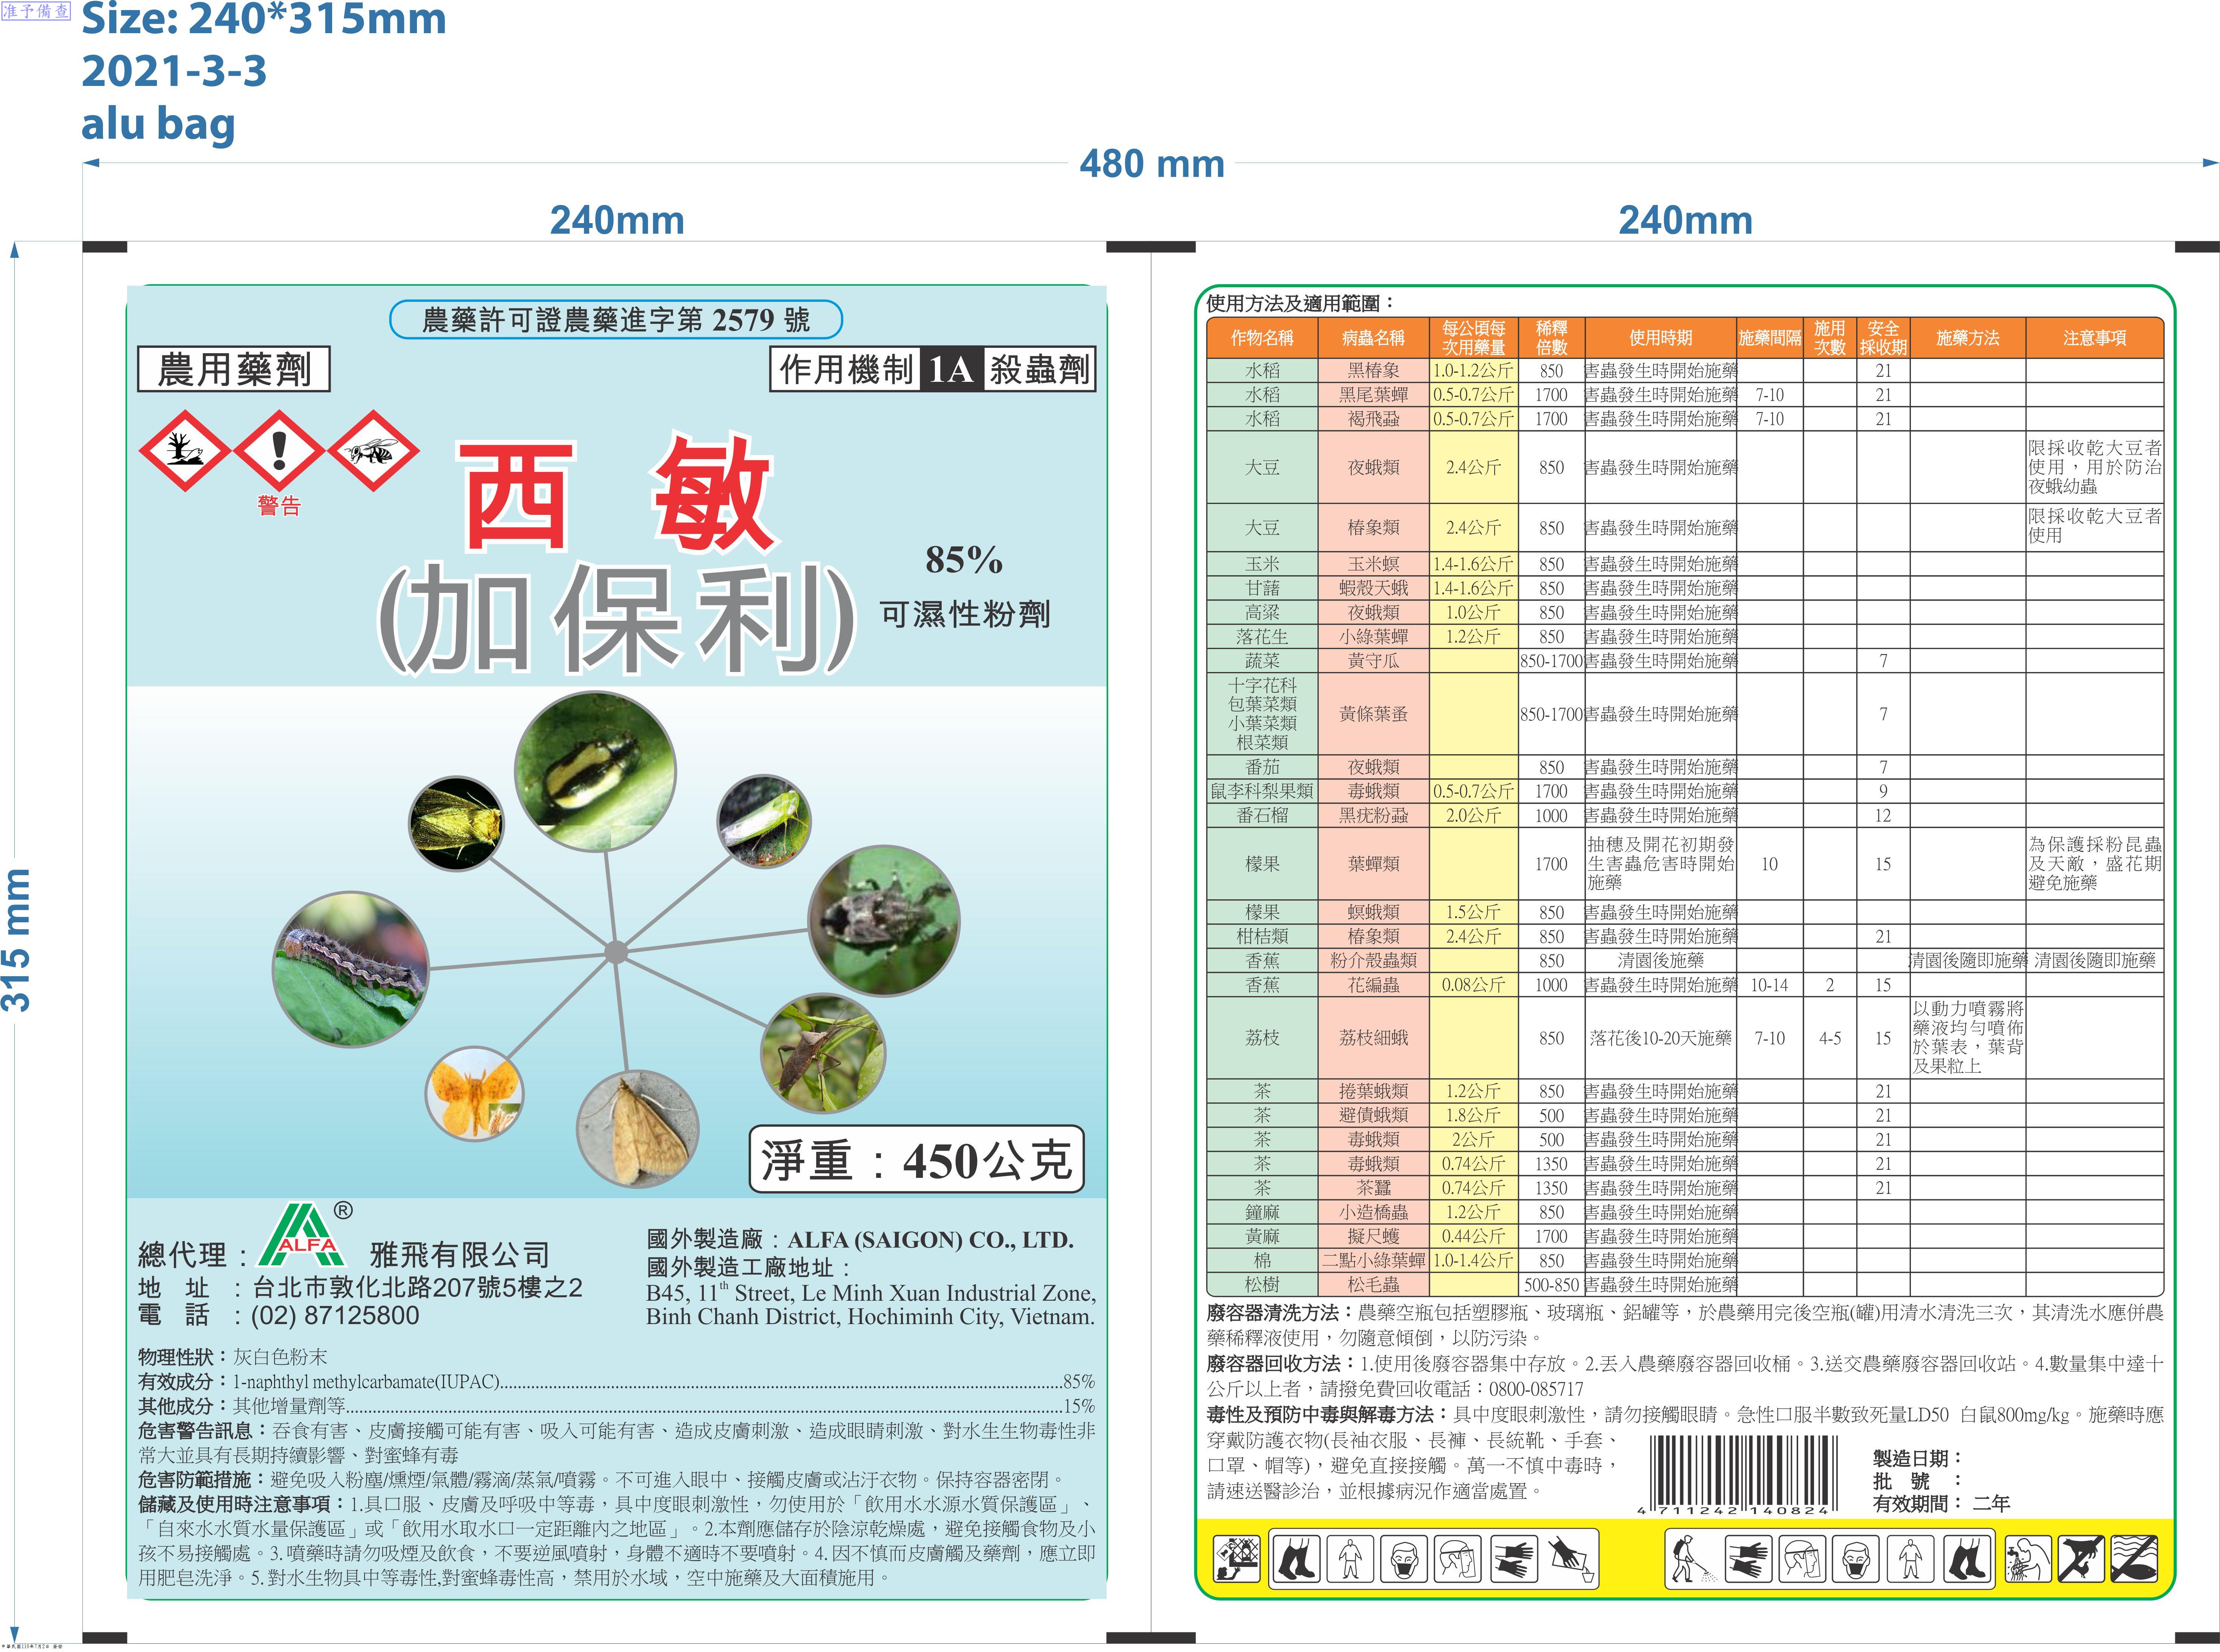 准予備查
Size: 240*315mm
2021-3-3
alu bag
480 mm
240mm
240mm
315 mm
農藥許可證農藥進字第 2579 號
農用藥劑
作用機制 1A 殺蟲劑
警告
西 敏
(加保利)
85%
可濕性粉劑
淨重：450公克
總代理： ALFA ® 雅飛有限公司
地 址 ：台北市敦化北路207號5樓之2
電 話 ：(02) 87125800
國外製造廠：ALFA (SAIGON) CO., LTD.
國外製造工廠地址：
B45, 11th Street, Le Minh Xuan Industrial Zone,
Binh Chanh District, Hochiminh City, Vietnam.
物理性狀：灰白色粉末
有效成分：1-naphthyl methylcarbamate(IUPAC)........85%
其他成分：其他增量劑等........15%
危害警告訊息：吞食有害、皮膚接觸可能有害、吸入可能有害、造成皮膚刺激、造成眼睛刺激、對水生生物毒性非
常大並具有長期持續影響、對蜜蜂有毒
危害防範措施：避免吸入粉塵/燻煙/氣體/霧滴/蒸氣/噴霧。不可進入眼中、接觸皮膚或沾汙衣物。保持容器密閉。
儲藏及使用時注意事項：1.具口服、皮膚及呼吸中等毒，具中度眼刺激性，勿使用於「飲用水水源水質保護區」、
「自來水水質水量保護區」或「飲用水取水口一定距離內之地區」。2.本劑應儲存於陰涼乾燥處，避免接觸食物及小
孩不易接觸處。3.噴藥時請勿吸煙及飲食，不要逆風噴射，身體不適時不要噴射。4.因不慎而皮膚觸及藥劑，應立即
用肥皂洗淨。5.對水生物具中等毒性,對蜜蜂毒性高，禁用於水域，空中施藥及大面積施用。
使用方法及適用範圍：
作物名稱 病蟲名稱 每公頃每次用藥量 稀釋倍數 使用時期 施藥間隔 施用次數 安全採收期 施藥方法 注意事項
水稻 黑椿象 1.0-1.2公斤 850 害蟲發生時開始施藥 21
水稻 黑尾葉蟬 0.5-0.7公斤 1700 害蟲發生時開始施藥 7-10 21
水稻 褐飛蝨 0.5-0.7公斤 1700 害蟲發生時開始施藥 7-10 21
大豆 夜蛾類 2.4公斤 850 害蟲發生時開始施藥 限採收乾大豆者使用，用於防治夜蛾幼蟲
大豆 椿象類 2.4公斤 850 害蟲發生時開始施藥 限採收乾大豆者使用
玉米 玉米螟 1.4-1.6公斤 850 害蟲發生時開始施藥
甘藷 蝦殼天蛾 1.4-1.6公斤 850 害蟲發生時開始施藥
高粱 夜蛾類 1.0公斤 850 害蟲發生時開始施藥
落花生 小綠葉蟬 1.2公斤 850 害蟲發生時開始施藥
蔬菜 黃守瓜 850-1700 害蟲發生時開始施藥 7
十字花科包葉菜類小葉菜類根菜類 黃條葉蚤 850-1700 害蟲發生時開始施藥 7
番茄 夜蛾類 850 害蟲發生時開始施藥 7
鼠李科梨果類 毒蛾類 0.5-0.7公斤 1700 害蟲發生時開始施藥 9
番石榴 黑疣粉蝨 2.0公斤 1000 害蟲發生時開始施藥 12
檬果 葉蟬類 1700 抽穗及開花初期發生害蟲危害時開始施藥 10 15 為保護採粉昆蟲及天敵，盛花期避免施藥
檬果 螟蛾類 1.5公斤 850 害蟲發生時開始施藥
柑桔類 椿象類 2.4公斤 850 害蟲發生時開始施藥 21
香蕉 粉介殼蟲類 850 清園後施藥 清園後隨即施藥 清園後隨即施藥
香蕉 花編蟲 0.08公斤 1000 害蟲發生時開始施藥 10-14 2 15
荔枝 荔枝細蛾 850 落花後10-20天施藥 7-10 4-5 15 以動力噴霧將藥液均勻噴佈於葉表，葉背及果粒上
茶 捲葉蛾類 1.2公斤 850 害蟲發生時開始施藥 21
茶 避債蛾類 1.8公斤 500 害蟲發生時開始施藥 21
茶 毒蛾類 2公斤 500 害蟲發生時開始施藥 21
茶 毒蛾類 0.74公斤 1350 害蟲發生時開始施藥 21
茶 茶蠶 0.74公斤 1350 害蟲發生時開始施藥 21
鐘麻 小造橋蟲 1.2公斤 850 害蟲發生時開始施藥
黃麻 擬尺蠖 0.44公斤 1700 害蟲發生時開始施藥
棉 二點小綠葉蟬 1.0-1.4公斤 850 害蟲發生時開始施藥
松樹 松毛蟲 500-850 害蟲發生時開始施藥
廢容器清洗方法：農藥空瓶包括塑膠瓶、玻璃瓶、鋁罐等，於農藥用完後空瓶(罐)用清水清洗三次，其清洗水應併農
藥稀釋液使用，勿隨意傾倒，以防污染。
廢容器回收方法：1.使用後廢容器集中存放。2.丟入農藥廢容器回收桶。3.送交農藥廢容器回收站。4.數量集中達十
公斤以上者，請撥免費回收電話：0800-085717
毒性及預防中毒與解毒方法：具中度眼刺激性，請勿接觸眼睛。急性口服半數致死量LD50 白鼠800mg/kg。施藥時應
穿戴防護衣物(長袖衣服、長褲、長統靴、手套、
口罩、帽等)，避免直接接觸。萬一不慎中毒時，
請速送醫診治，並根據病況作適當處置。
4 711242 140824
製造日期：
批 號 ：
有效期間： 二年